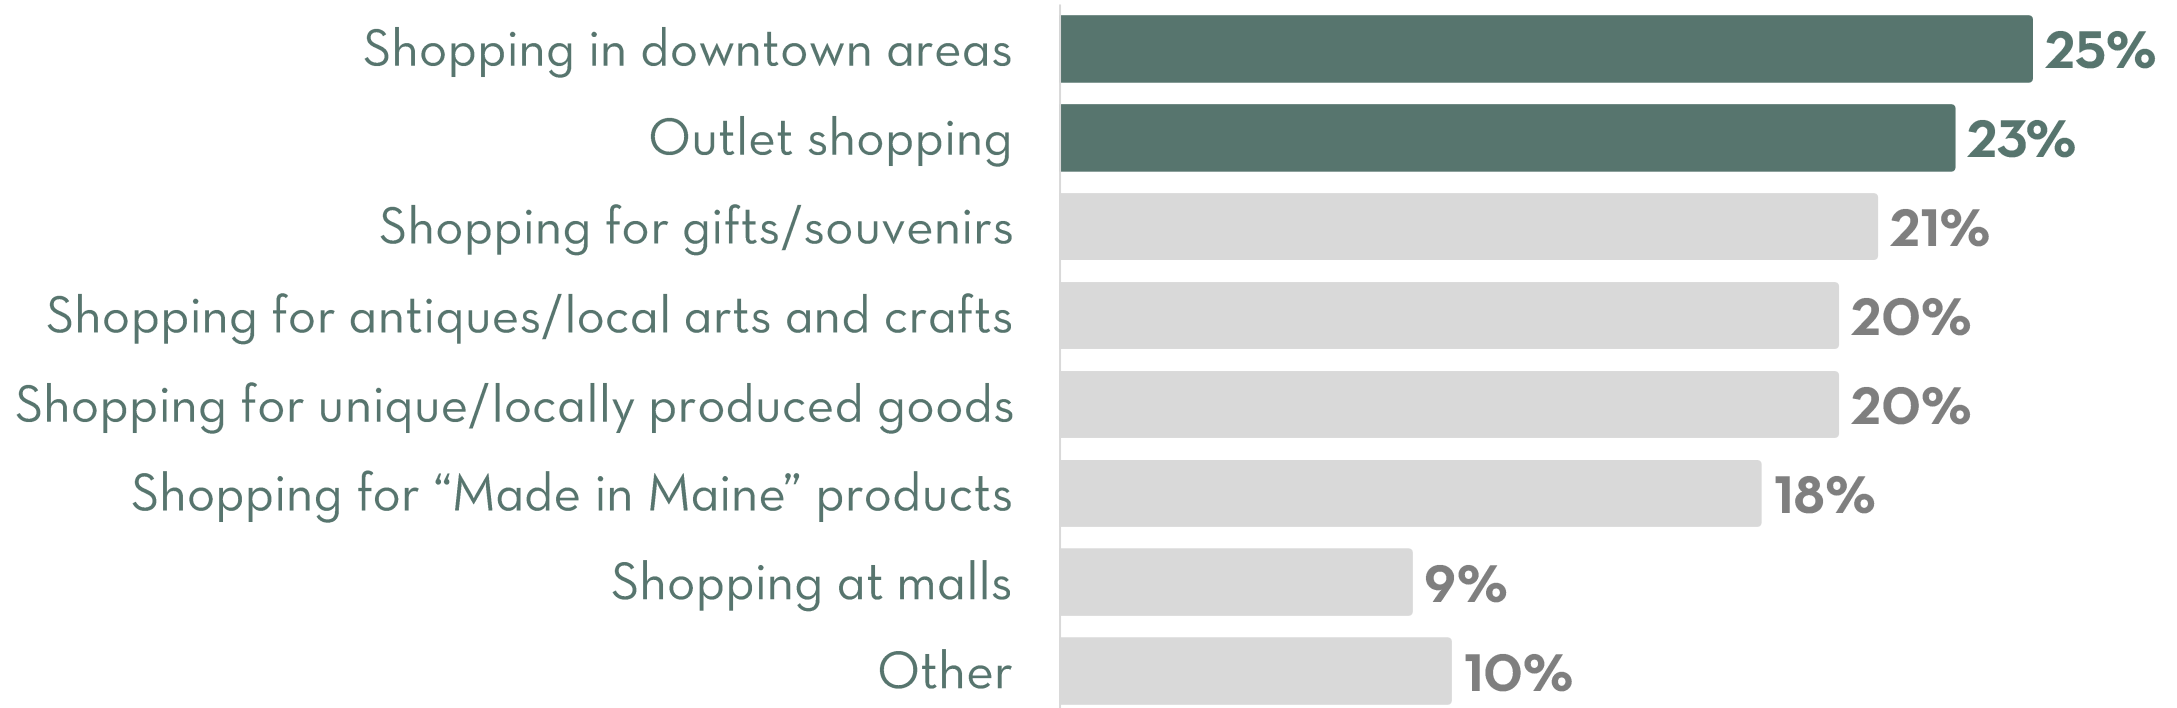 Shopping in downtown areas 25%
Outlet shopping 23%
Shopping for gifts/souvenirs 21%
Shopping for antiques/local arts and crafts 20%
Shopping for unique/locally produced goods 20%
Shopping for “Made in Maine” products 18%
Shopping at malls 9%
Other 10%